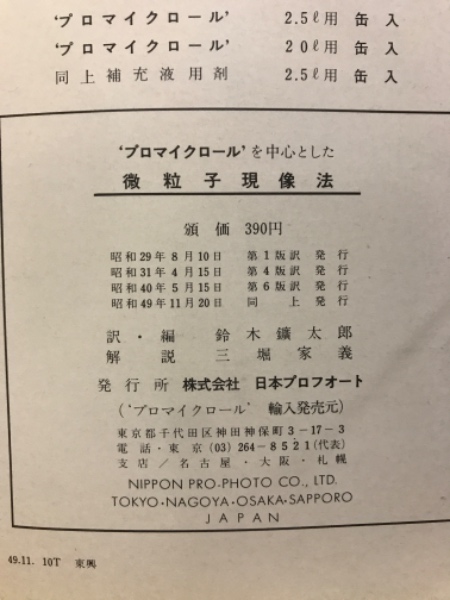 ‘プロマイクロール’ 2.5ℓ用 缶入
‘プロマイクロール’ 20ℓ用 缶入
同上補充液用剤 2.5ℓ用 缶入
‘プロマイクロール’を中心とした
微粒子現像法
頒価 390円
昭和29年8月10日 第1版訳 発行
昭和31年4月15日 第4版訳 発行
昭和40年5月15日 第6版訳 発行
昭和49年11月20日 同上発行
訳・編 鈴木鑛太郎
解説 三堀家義
発行所 株式会社 日本プロフオート
(‘プロマイクロール’ 輸入発売元)
東京都千代田区神田神保町3-17-3
電話・東京(03)264-8521(代表)
支店/名古屋・大阪・札幌
NIPPON PRO-PHOTO CO., LTD.
TOKYO・NAGOYA・OSAKA・SAPPORO
JAPAN
49.11. 10T 東興